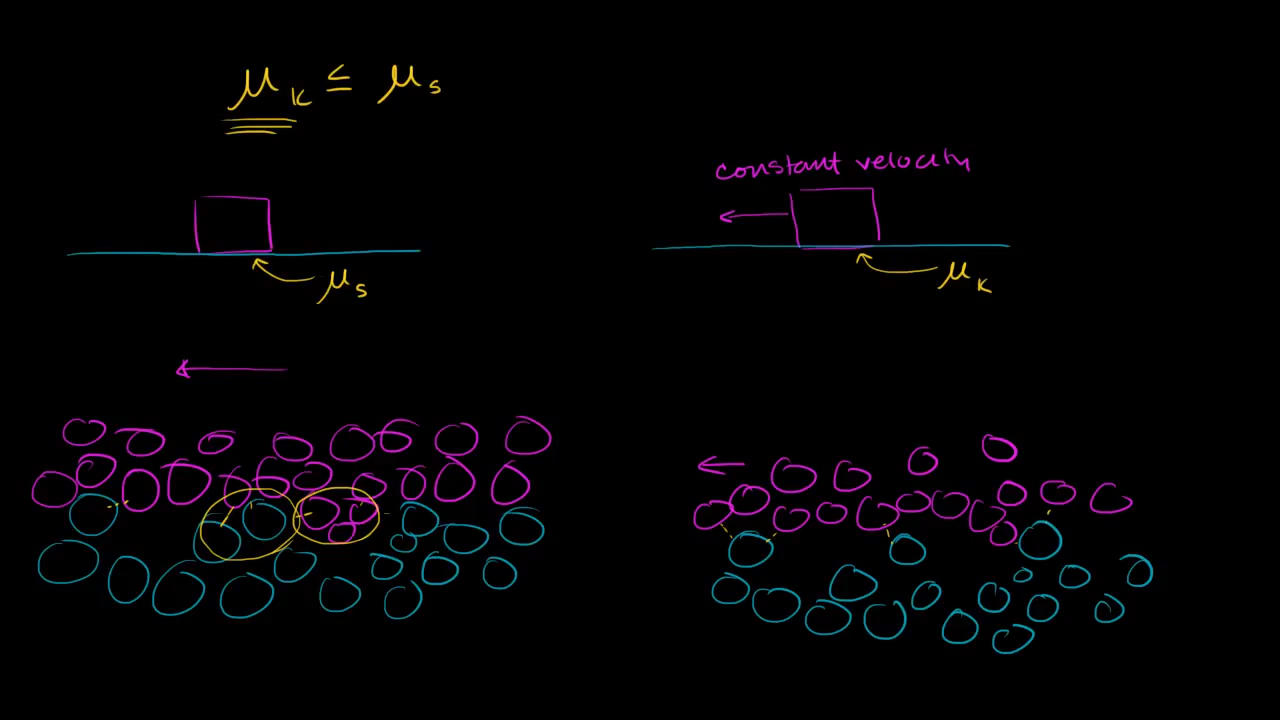 μk ≤ μs
constant velocity
μs
μk